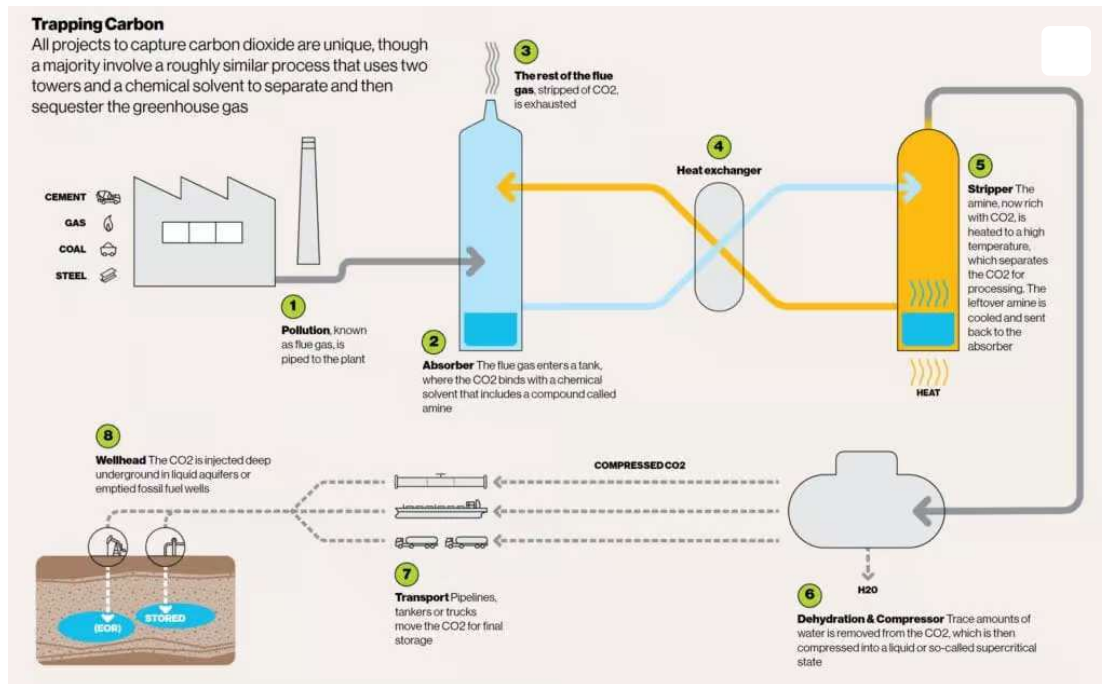 Trapping Carbon
All projects to capture carbon dioxide are unique, though
a majority involve a roughly similar process that uses two
towers and a chemical solvent to separate and then
sequester the greenhouse gas
CEMENT
GAS
COAL
STEEL
1
Pollution, known
as flue gas, is
piped to the plant
2
Absorber The flue gas enters a tank,
where the CO2 binds with a chemical
solvent that includes a compound called
amine
3
The rest of the flue
gas, stripped of CO2,
is exhausted
4
Heat exchanger
5
Stripper The
amine, now rich
with CO2, is
heated to a high
temperature,
which separates
the CO2 for
processing. The
leftover amine is
cooled and sent
back to the
absorber
HEAT
6
Dehydration & Compressor Trace amounts of
water is removed from the CO2, which is then
compressed into a liquid or so-called supercritical
state
H2O
COMPRESSED CO2
7
Transport Pipelines,
tankers or trucks
move the CO2 for final
storage
8
Wellhead The CO2 is injected deep
underground in liquid aquifers or
emptied fossil fuel wells
(EOR)
STORED